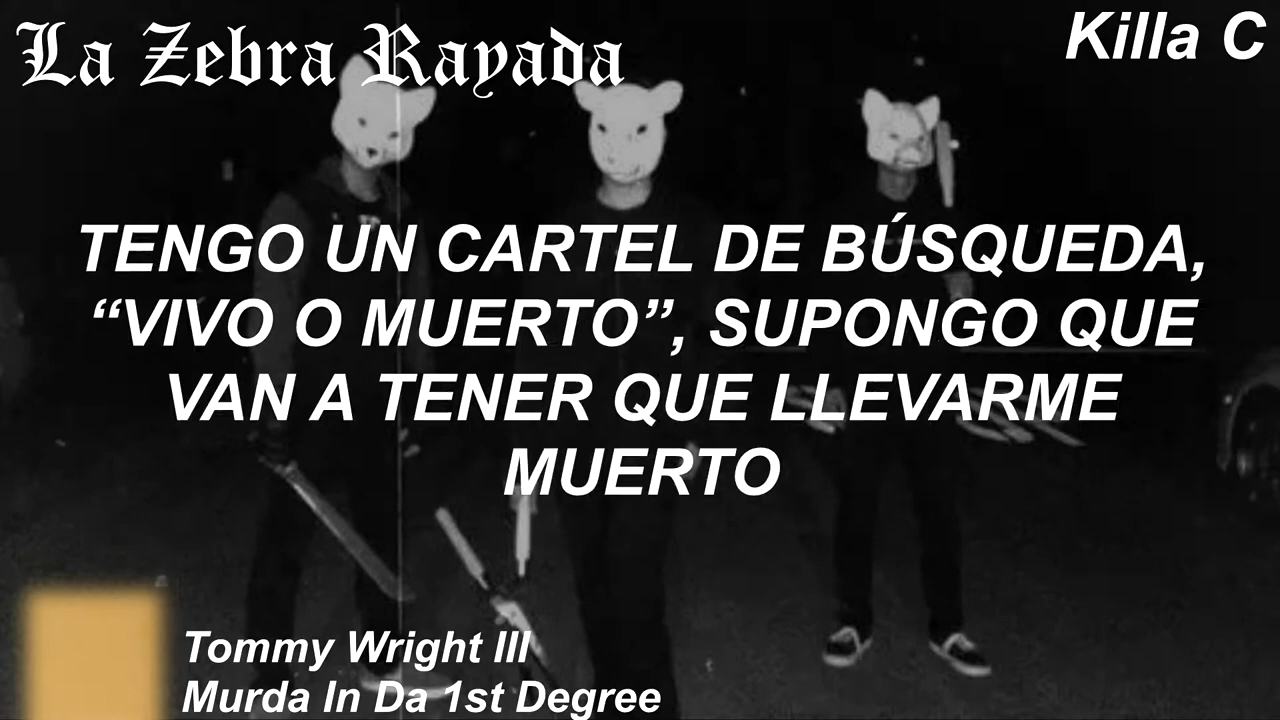 La Zebra Rayada
Killa C
TENGO UN CARTEL DE BÚSQUEDA,
“VIVO O MUERTO”, SUPONGO QUE
VAN A TENER QUE LLEVARME
MUERTO
Tommy Wright III
Murda In Da 1st Degree